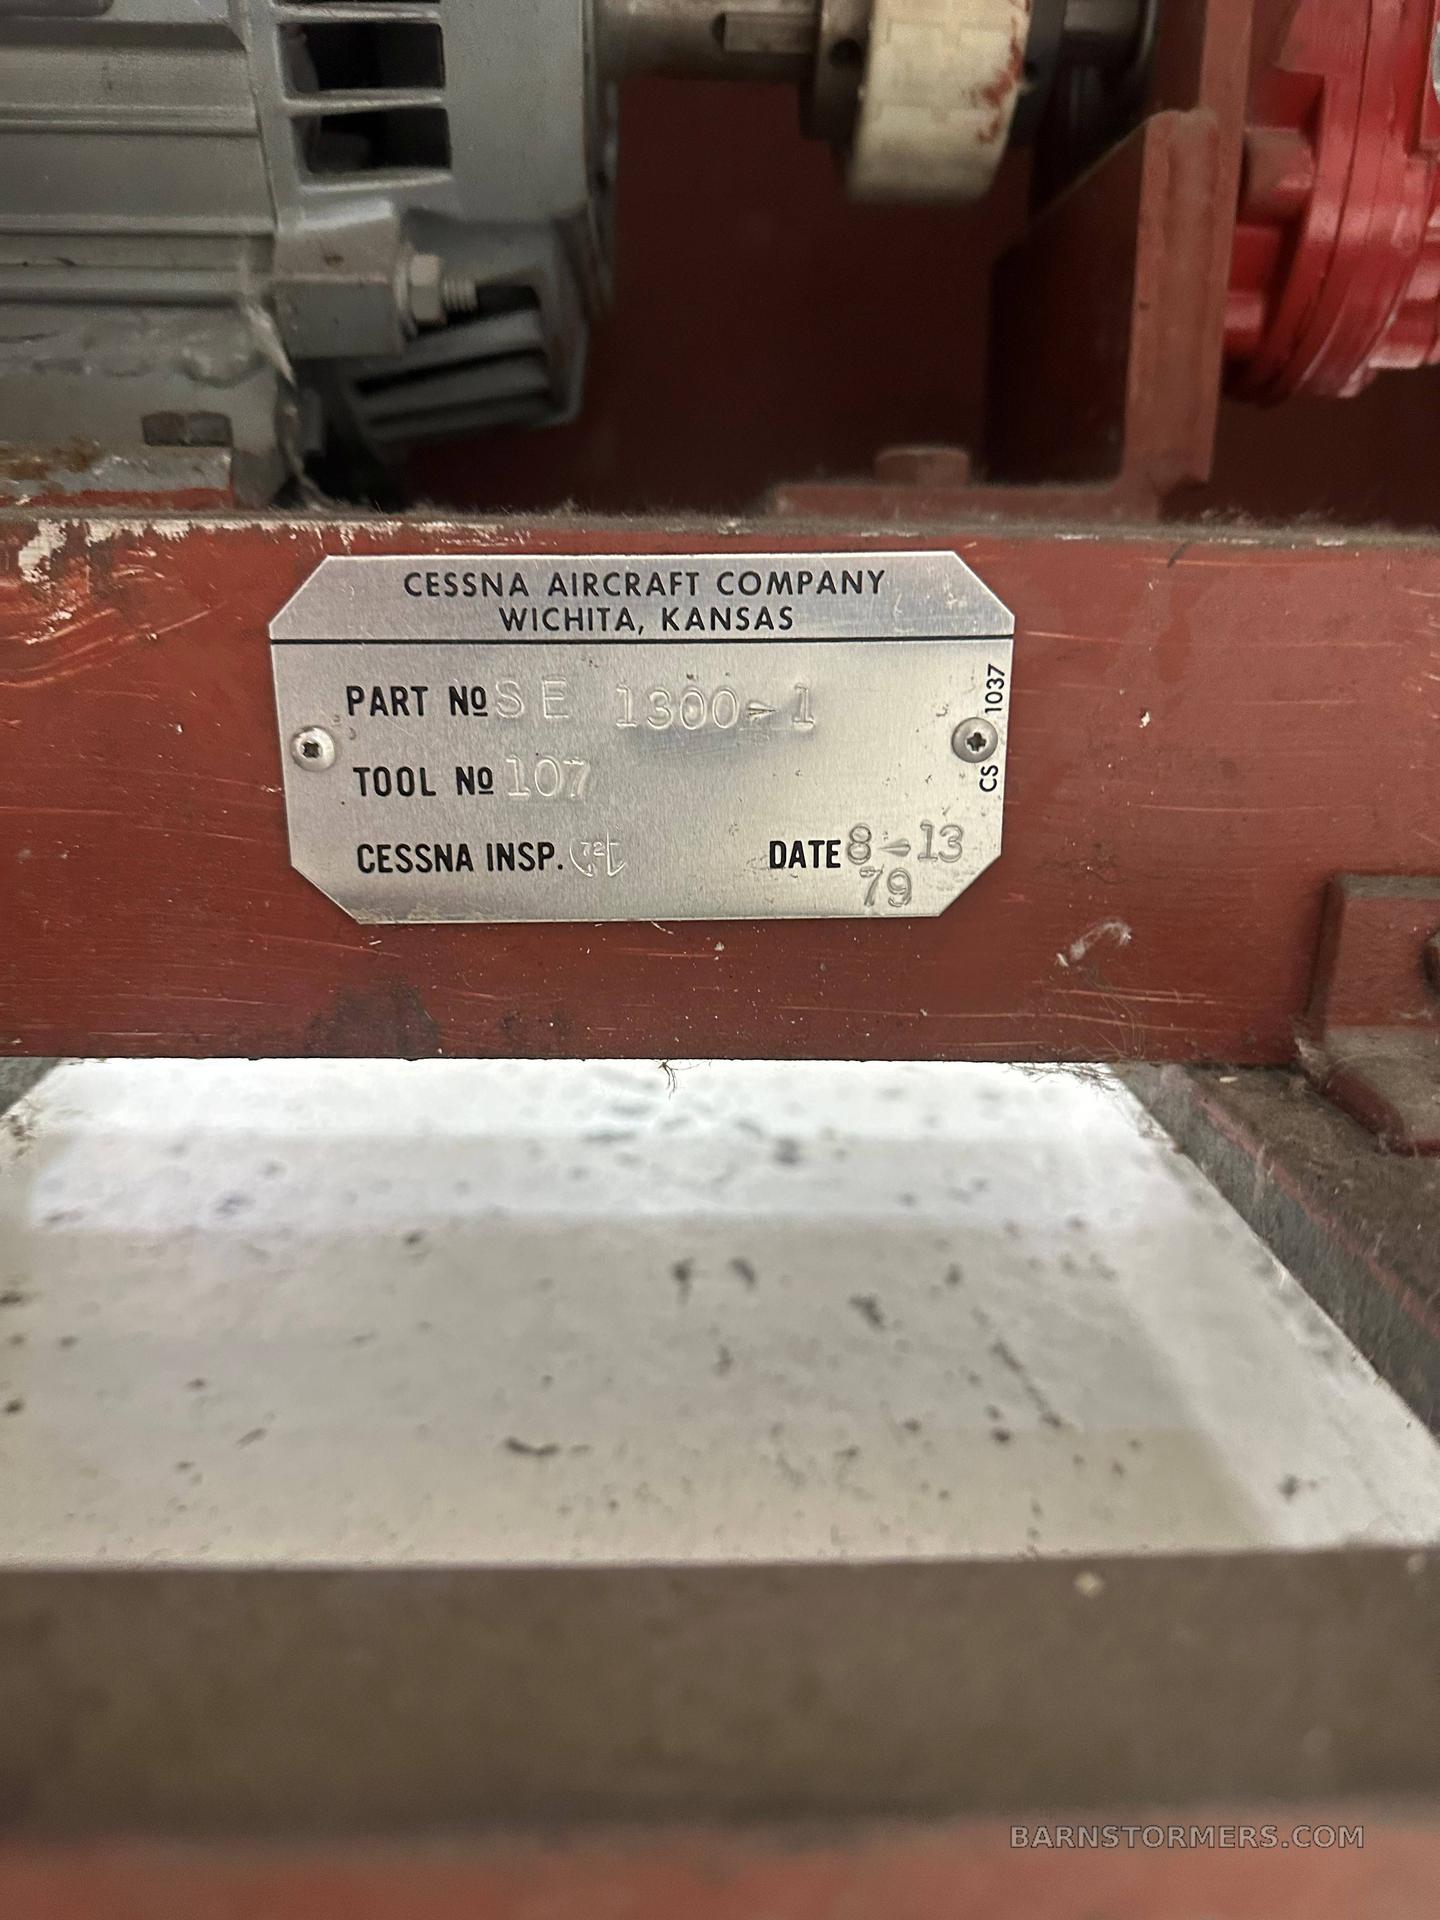 CESSNA AIRCRAFT COMPANY
WICHITA, KANSAS
PART NO SE 1300-1
TOOL NO 107
CESSNA INSP. 72
DATE 8-13
79
CS 1037
BARNSTORMERS.COM